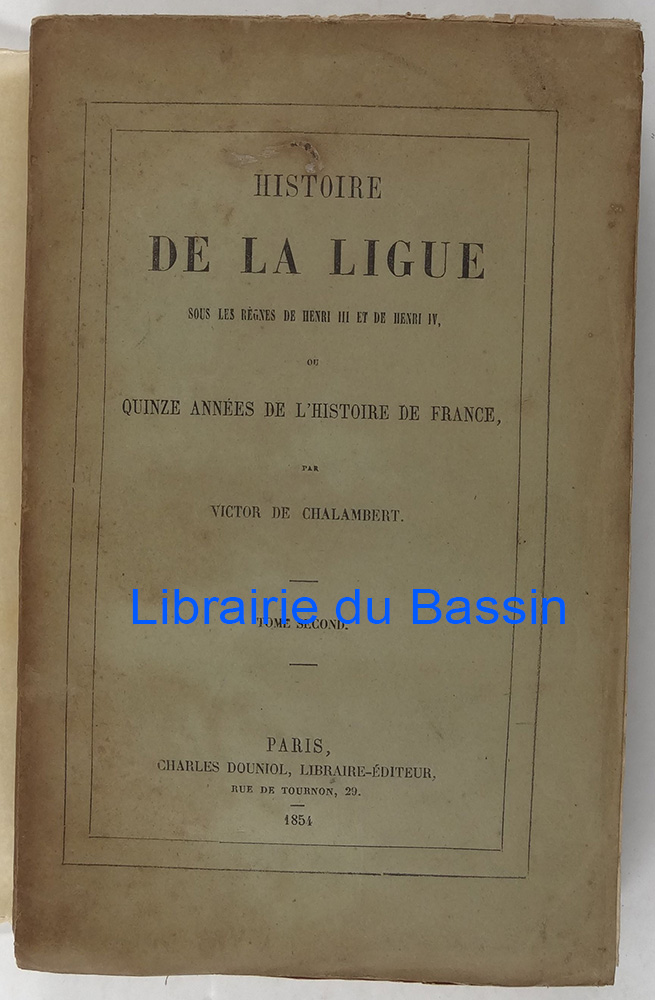 HISTOIRE
DE LA LIGUE
SOUS LES RÈGNES DE HENRI III ET DE HENRI IV,
OU
QUINZE ANNÉES DE L'HISTOIRE DE FRANCE,
PAR
VICTOR DE CHALAMBERT.
Librairie du Bassin
TOME SECOND.
PARIS,
CHARLES DOUNIOL, LIBRAIRE-ÉDITEUR,
RUE DE TOURNON, 29.
1854